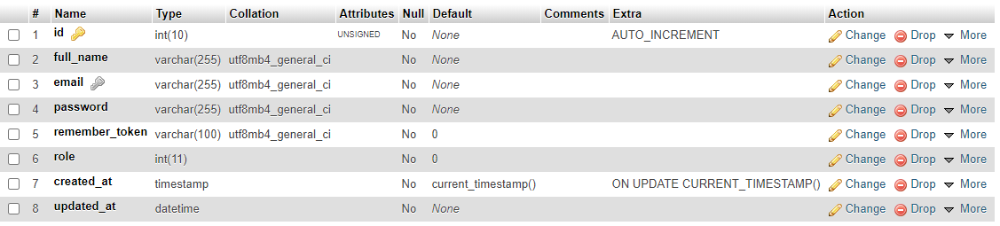 # Name Type Collation Attributes Null Default Comments Extra Action
1 id int(10) UNSIGNED No None AUTO_INCREMENT Change Drop More
2 full_name varchar(255) utf8mb4_general_ci No None Change Drop More
3 email varchar(255) utf8mb4_general_ci No None Change Drop More
4 password varchar(255) utf8mb4_general_ci No None Change Drop More
5 remember_token varchar(100) utf8mb4_general_ci No 0 Change Drop More
6 role int(11) No 0 Change Drop More
7 created_at timestamp No current_timestamp() ON UPDATE CURRENT_TIMESTAMP() Change Drop More
8 updated_at datetime No None Change Drop More